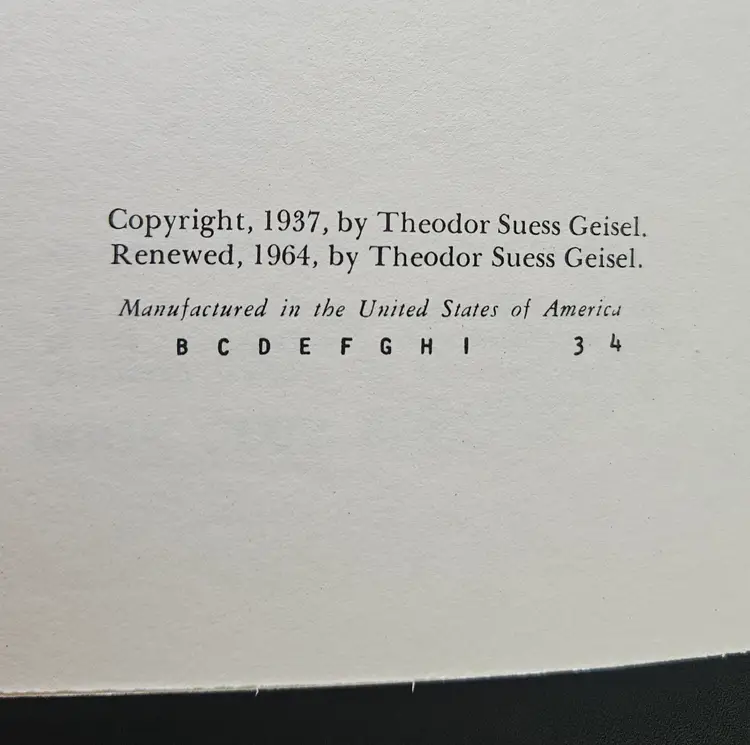 Copyright, 1937, by Theodor Suess Geisel.
Renewed, 1964, by Theodor Suess Geisel.
Manufactured in the United States of America
B C D E F G H I 3 4